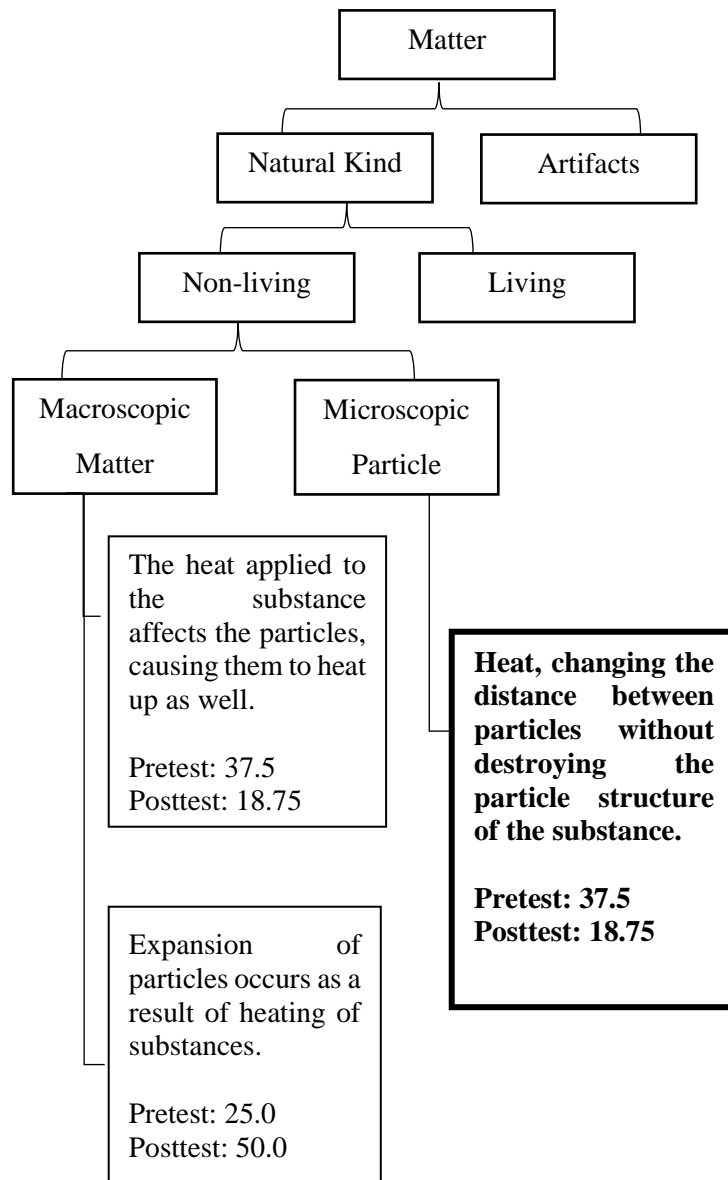 Matter
Natural Kind
Artifacts
Non-living
Living
Macroscopic
Matter
Microscopic
Particle
The heat applied to
the substance
affects the particles,
causing them to heat
up as well.
Pretest: 37.5
Posttest: 18.75
Heat, changing the
distance between
particles without
destroying the
particle structure
of the substance.
Pretest: 37.5
Posttest: 18.75
Expansion of
particles occurs as a
result of heating of
substances.
Pretest: 25.0
Posttest: 50.0